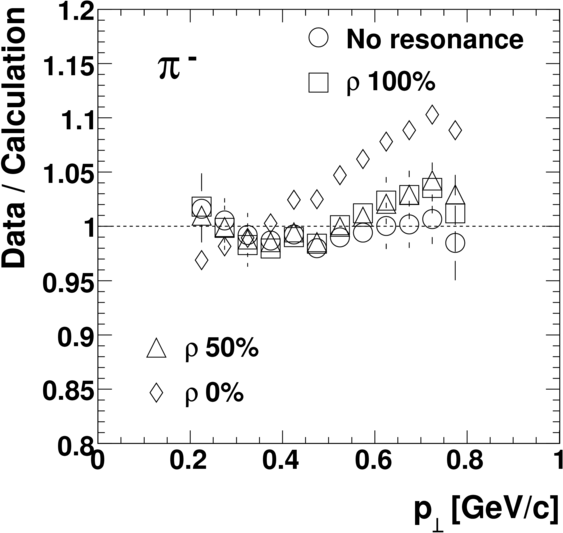 Data / Calculation
1.2
1.15
1.1
1.05
1
0.95
0.9
0.85
0.8
π⁻
No resonance
ρ 100%
ρ 50%
ρ 0%
0 0.2 0.4 0.6 0.8 1
p⊥ [GeV/c]